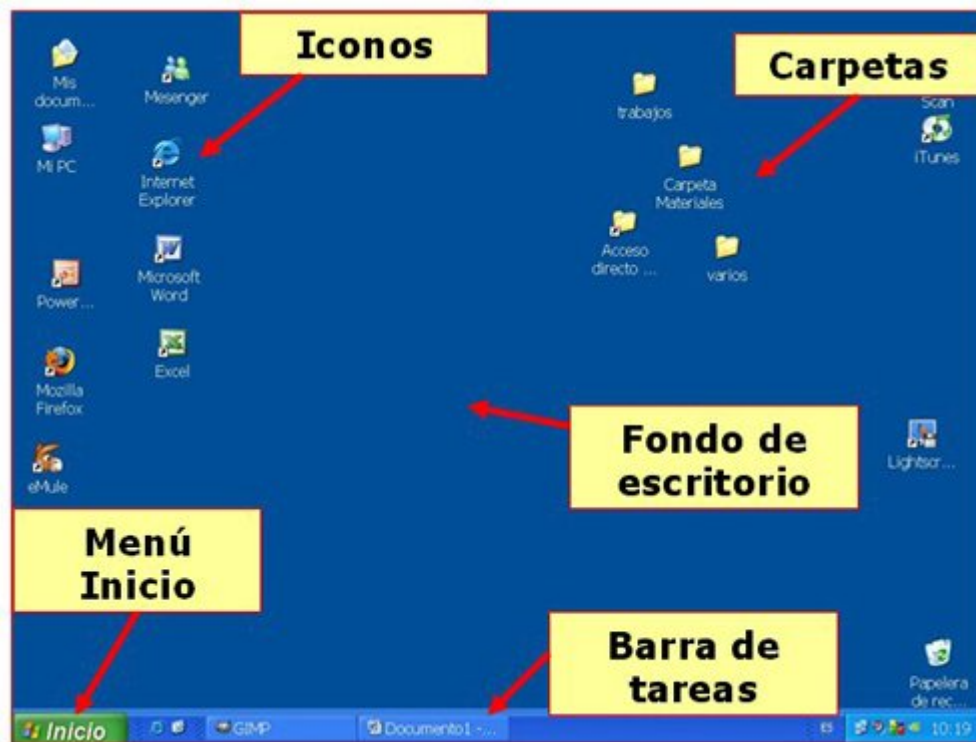 Iconos
Carpetas
Mis
docum...
Mesenger
trabajos
Scan
iTunes
Mi PC
Internet
Explorer
Carpeta
Materiales
Acceso
directo ...
varios
Microsoft
Word
Power...
Excel
Mozilla
Firefox
Fondo de
escritorio
Lightscr...
eMule
Menú
Inicio
Barra de
tareas
Papelera
de rec...
Inicio
GIMP
Documento1 -...
ES
10:19